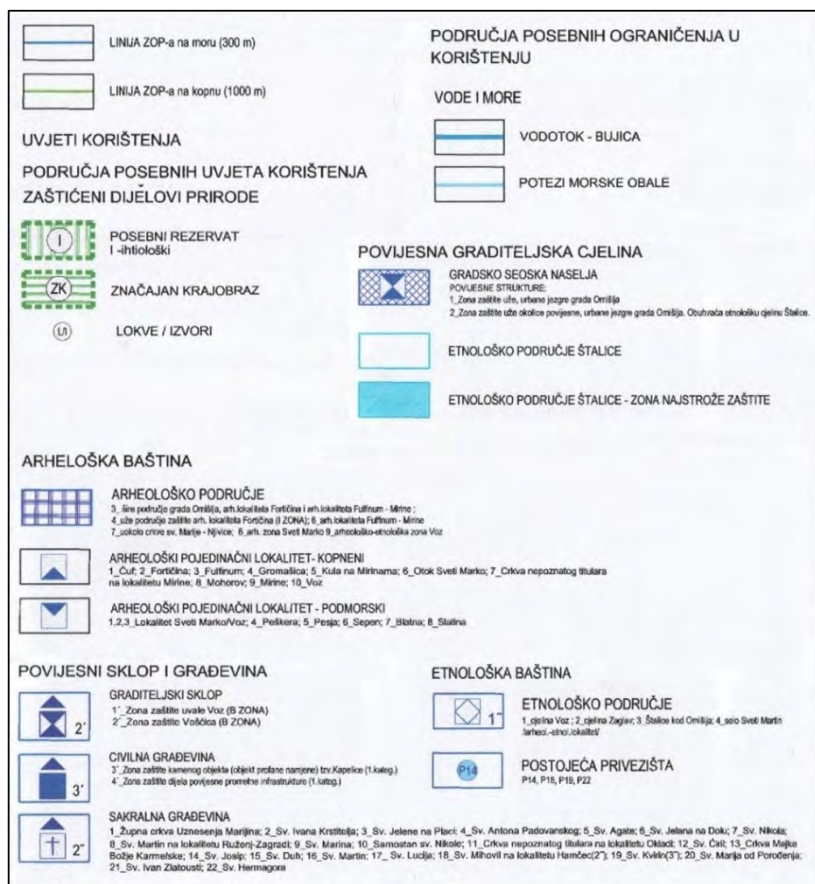 LINIJA ZOP-a na moru (300 m)
LINIJA ZOP-a na kopnu (1000 m)
UVJETI KORIŠTENJA
PODRUČJA POSEBNIH UVJETA KORIŠTENJA
ZAŠTIĆENI DIJELOVI PRIRODE
I
POSEBNI REZERVAT
I -ihtiološki
ZK
ZNAČAJAN KRAJOBRAZ
L/I
LOKVE / IZVORI
PODRUČJA POSEBNIH OGRANIČENJA U
KORIŠTENJU
VODE I MORE
VODOTOK - BUJICA
POTEZI MORSKE OBALE
POVIJESNA GRADITELJSKA CJELINA
GRADSKO SEOSKA NASELJA
POVIJESNE STRUKTURE:
1_Zona zaštite uže, urbane jezgre grada Omišlja
2_Zona zaštite uže okolice povijesne, urbane jezgre grada Omišlja. Obuhvaća etnološku cjelinu Štalice.
ETNOLOŠKO PODRUČJE ŠTALICE
ETNOLOŠKO PODRUČJE ŠTALICE - ZONA NAJSTROŽE ZAŠTITE
ARHELOŠKA BAŠTINA
ARHEOLOŠKO PODRUČJE
3_ šire područje grada Omišlja, arh.lokaliteta Fortičina i arh.lokaliteta Fulfinum - Mirine ;
4_uže područje zaštite arh. lokaliteta Fortičina (I ZONA); 6_arh.lokaliteta Fulfinum - Mirine
7_uokolo crkve sv. Marije - Njivice; 8_arh. zona Sveti Marko 9_arheološko-etnološka zona Voz
ARHEOLOŠKI POJEDINAČNI LOKALITET- KOPNENI
1_Čuf; 2_Fortičina; 3_Fulfinum; 4_Gromašica; 5_Kula na Mirinama; 6_Otok Sveti Marko; 7_Crkva nepoznatog titulara
na lokalitetu Mirine; 8_Mohorov; 9_Mirine; 10_Voz
ARHEOLOŠKI POJEDINAČNI LOKALITET - PODMORSKI
1,2,3_Lokalitet Sveti Marko/Voz; 4_Peškera; 5_Pesja; 6_Sepen; 7_Blatna; 8_Slatina
POVIJESNI SKLOP I GRAĐEVINA
2'
GRADITELJSKI SKLOP
1´_Zona zaštite uvale Voz (B ZONA)
2´_Zona zaštite Vošćica (B ZONA)
3'
CIVILNA GRAĐEVINA
3´_Zona zaštite kamenog objekta (objekt profane namjene) tzv.Kapelice (1.kateg.)
4´_Zona zaštite dijela povijesne prometne infrastrukture (1.kateg.)
2"
SAKRALNA GRAĐEVINA
1_Župna crkva Uznesenja Marijina; 2_Sv. Ivana Krstitelja; 3_Sv. Jelene na Placi; 4_Sv. Antona Padovanskog; 5_Sv. Agate; 6_Sv. Jelena na Dolu; 7_Sv. Nikola;
8_Sv. Martin na lokalitetu Ruženj-Zagradi; 9_Sv. Marina; 10_Samostan sv. Nikole; 11_Crkva nepoznatog titulara na lokalitetu Okladi; 12_Sv. Ćiril; 13_Crkva Majke
Božje Karmelske; 14_Sv. Josip; 15_Sv. Duh; 16_Sv. Martin; 17_ Sv. Lucija; 18_Sv. Mihovil na lokalitetu Hamčec(2"); 19_Sv. Kvirin(3"); 20_Sv. Marija od Porođenja;
21_Sv. Ivan Zlatousti; 22_Sv. Hermagora
ETNOLOŠKA BAŠTINA
1"
ETNOLOŠKO PODRUČJE
1_cjelina Voz ; 2_cjelina Zaglav; 3_Štalice kod Omišlja; 4_selo Sveti Martin
/arheol.-etnol.lokalitet/
P14
POSTOJEĆA PRIVEZIŠTA
P14, P18, P19, P22